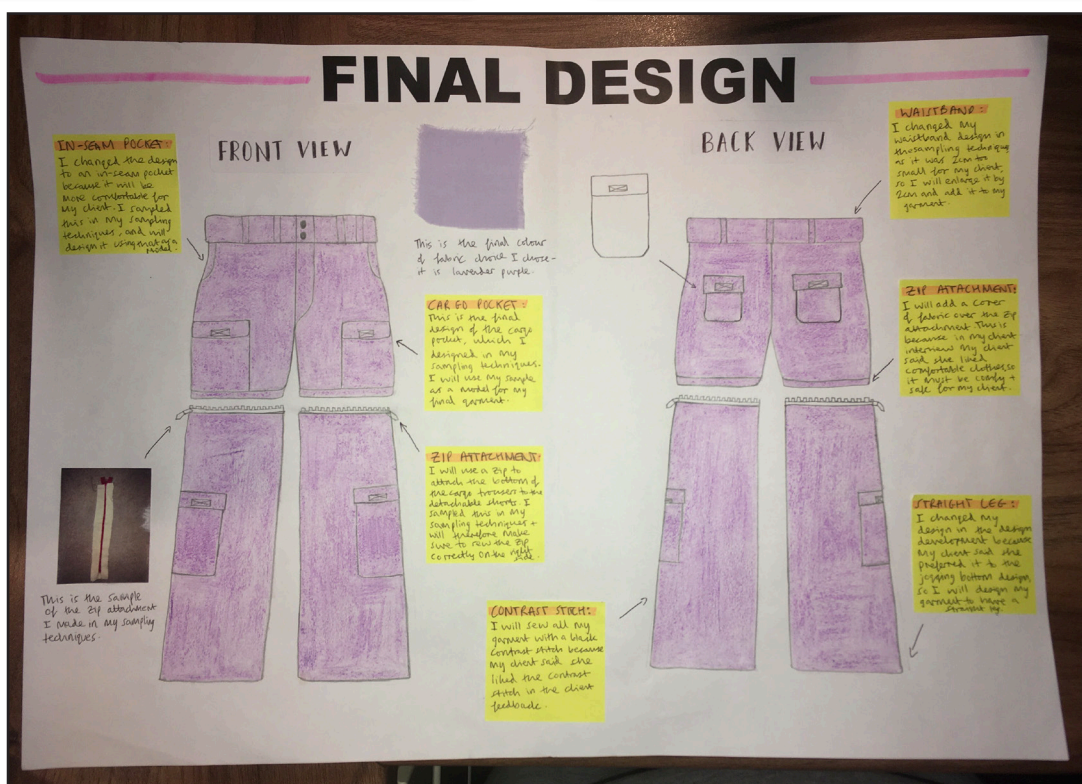 FINAL DESIGN
IN-SEAM POCKET:
I changed the design
to an in-seam pocket
because it will be
more comfortable for
my client. I sampled
this in my sampling
techniques, and will
design it using that as a
model.
FRONT VIEW
This is the final colour
of fabric choice I chose-
it is lavender purple.
CARGO POCKET:
This is the final
design of the cargo
pocket, which I
designed in my
sampling techniques.
I will use my sample
as a model for my
final garment.
ZIP ATTACHMENT:
I will use a zip to
attach the bottom of
the cargo trousers to the
detachable shorts. I
sampled this in my
sampling techniques +
will therefore make
sure to sew the zip
correctly on the right
side.
This is the sample
of the zip attachment
I made in my sampling
techniques.
CONTRAST STITCH:
I will sew all my
garment with a black
contrast stitch because
my client said she
liked the contrast
stitch in the client
feedback.
BACK VIEW
WAISTBAND:
I changed my
waistband design in
sampling technique
as it was 2cm too
small for my client,
so I will enlarge it by
2cm and add it to my
garment.
ZIP ATTACHMENT:
I will add a cover
of fabric over the zip
attachment. This is
because in my client
interview my client
said she liked
comfortable clothes, so
it must be comfy +
safe for my client.
STRAIGHT LEG:
I changed my
design in the design
development because
my client said she
preferred it to the
jogging bottom design,
so I will design my
garment to have a
straight leg.